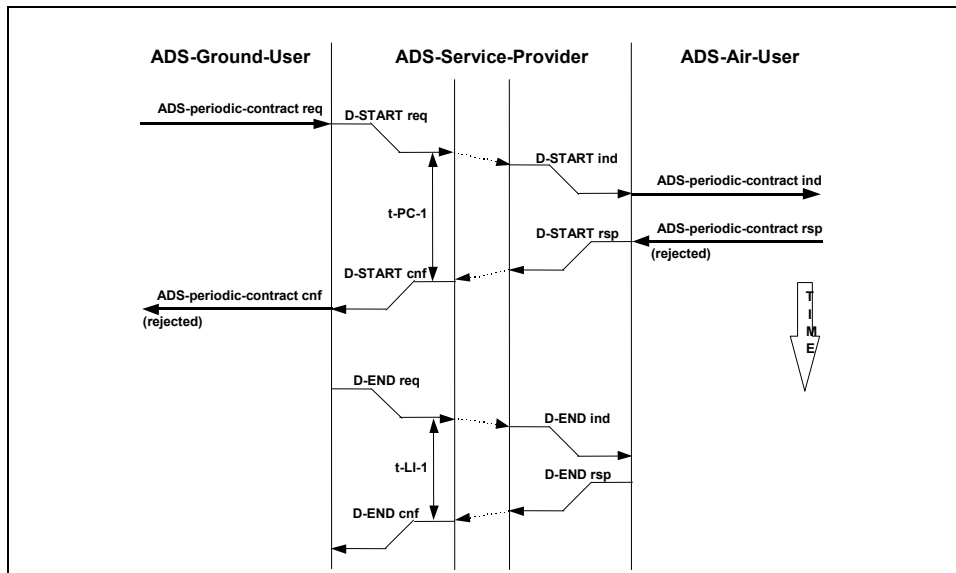 ADS-Ground-User
ADS-Service-Provider
ADS-Air-User
ADS-periodic-contract req
D-START req
D-START ind
ADS-periodic-contract ind
t-PC-1
D-START rsp
ADS-periodic-contract rsp
(rejected)
D-START cnf
ADS-periodic-contract cnf
(rejected)
TIME
D-END req
D-END ind
t-LI-1
D-END rsp
D-END cnf